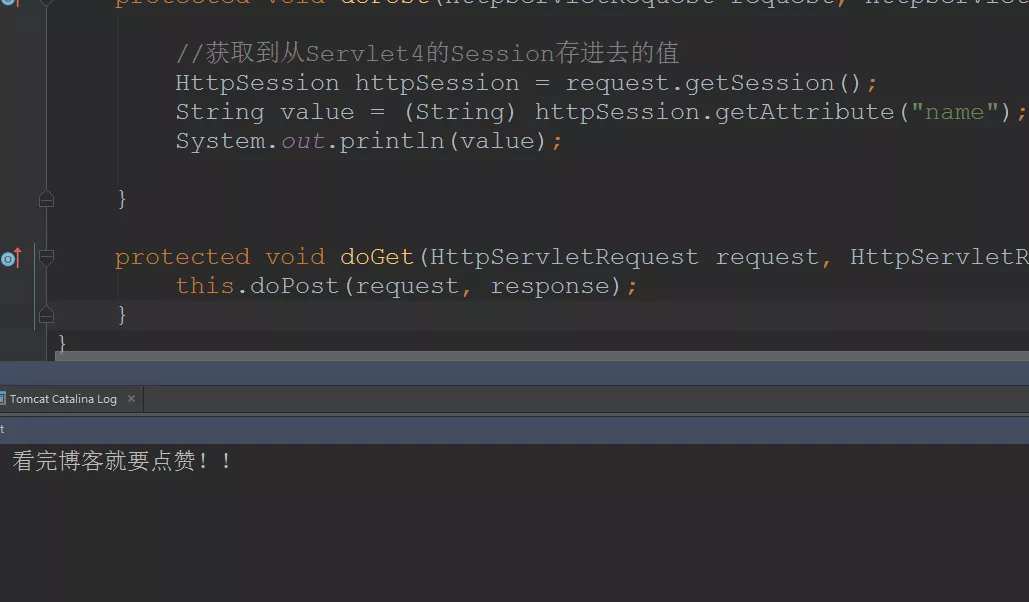 protected void doPost(HttpServletRequest request, HttpServlet
//获取到从Servlet4的Session存进去的值
HttpSession httpSession = request.getSession();
String value = (String) httpSession.getAttribute("name");
System.out.println(value);
}
protected void doGet(HttpServletRequest request, HttpServletR
this.doPost(request, response);
}
}
Tomcat Catalina Log
t
看完博客就要点赞！！